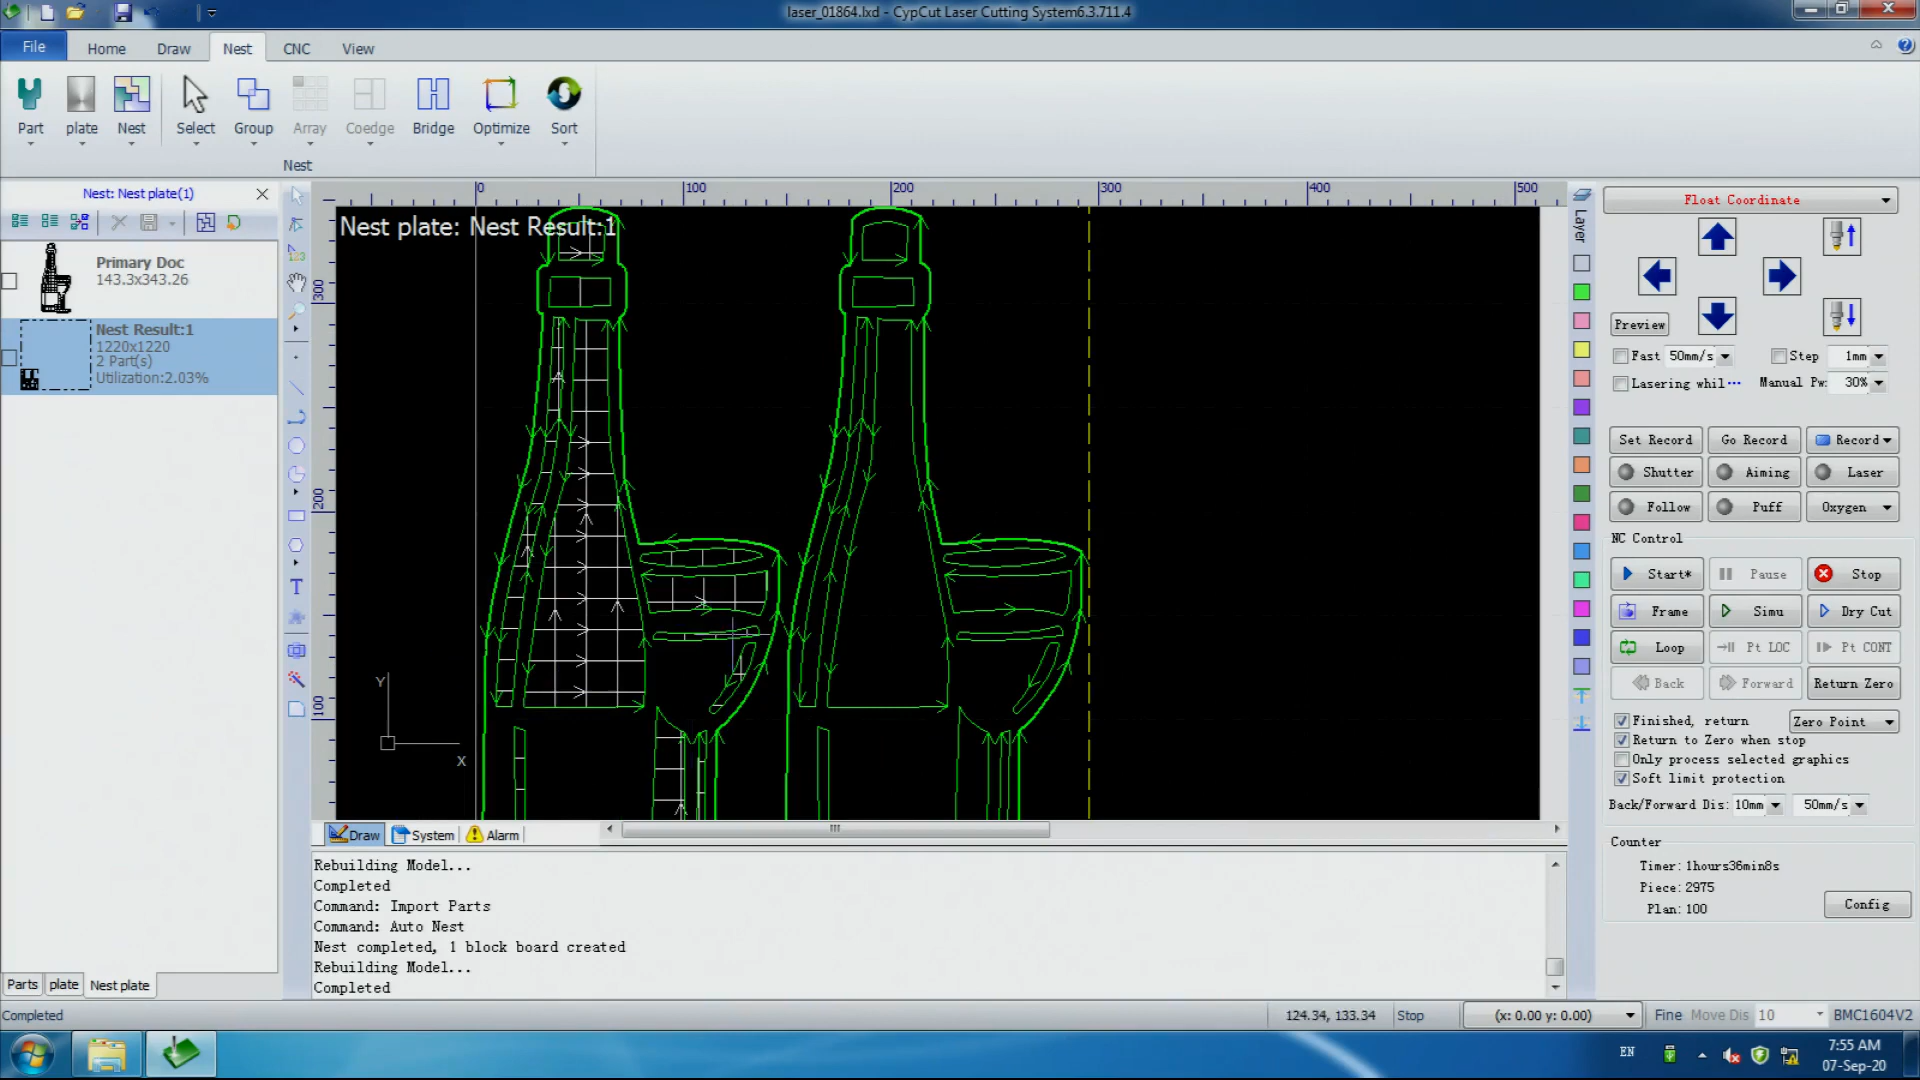 laser_01864.lxd - CypCut Laser Cutting System6.3.711.4
File Home Draw Nest CNC View
Part plate Nest Select Group Array Coedge Bridge Optimize Sort
Nest
Nest: Nest plate(1)
Primary Doc
143.3x343.26
Nest Result:1
1220x1220
2 Part(s)
Utilization:2.03%
Parts plate Nest plate
0 100 200 300 400 500
300
200
100
Nest plate: Nest Result:1
Y
X
123
T
Layer
Draw System Alarm
Rebuilding Model...
Completed
Command: Import Parts
Command: Auto Nest
Nest completed, 1 block board created
Rebuilding Model...
Completed
Float Coordinate
Preview
Fast 50mm/s Step 1mm
Lasering whil... Manual Pw: 30%
Set Record Go Record Record
Shutter Aiming Laser
Follow Puff Oxygen
NC Control
Start* Pause Stop
Frame Simu Dry Cut
Loop Pt LOC Pt CONT
Back Forward Return Zero
Finished, return Zero Point
Return to Zero when stop
Only process selected graphics
Soft limit protection
Back/Forward Dis: 10mm 50mm/s
Counter
Timer: 1hours36min8s
Piece: 2975
Plan: 100
Config
Completed
124.34, 133.34 Stop (x: 0.00 y: 0.00) Fine Move Dis 10 BMC1604V2
EN
7:55 AM
07-Sep-20